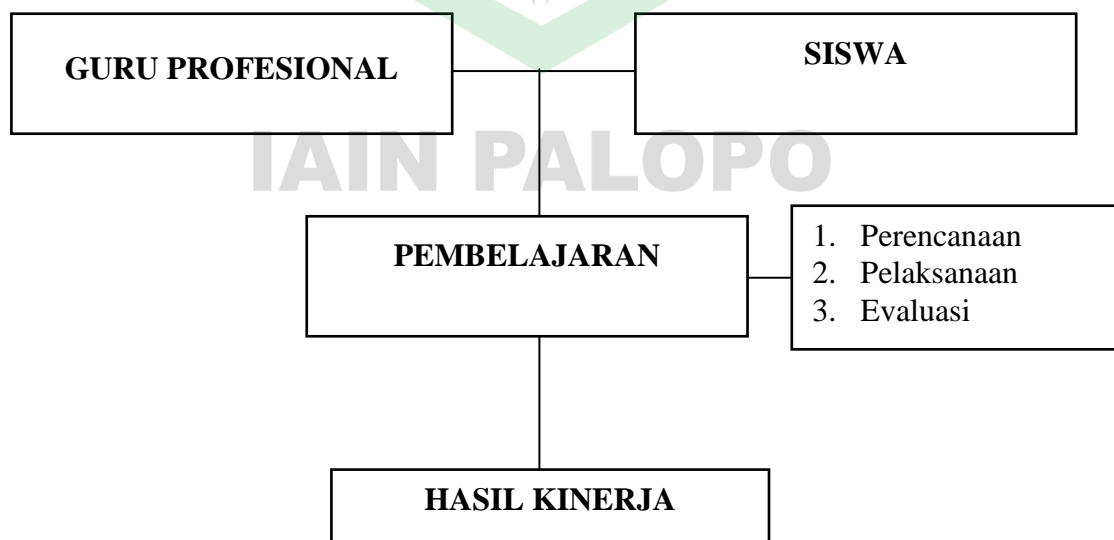 GURU PROFESIONAL
SISWA
IAIN PALOPO
PEMBELAJARAN
1. Perencanaan
2. Pelaksanaan
3. Evaluasi
HASIL KINERJA